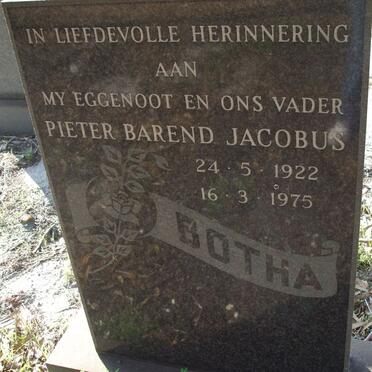 IN LIEFDEVOLLE HERINNERING
AAN
MY EGGENOOT EN ONS VADER
PIETER BAREND JACOBUS
24 · 5 · 1922
16 · 3 · 1975
BOTHA